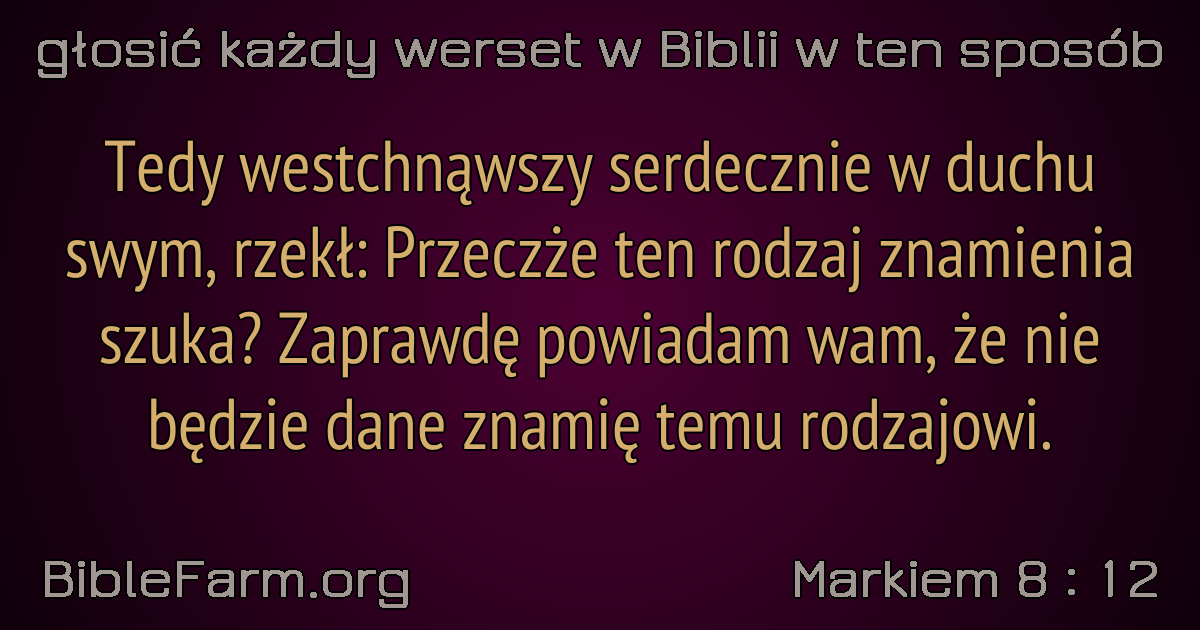 głosić każdy werset w Biblii w ten sposób
Tedy westchnąwszy serdecznie w duchu
swym, rzekł: Przeczże ten rodzaj znamienia
szuka? Zaprawdę powiadam wam, że nie
będzie dane znamię temu rodzajowi.
BibleFarm.org
Markiem 8 : 12